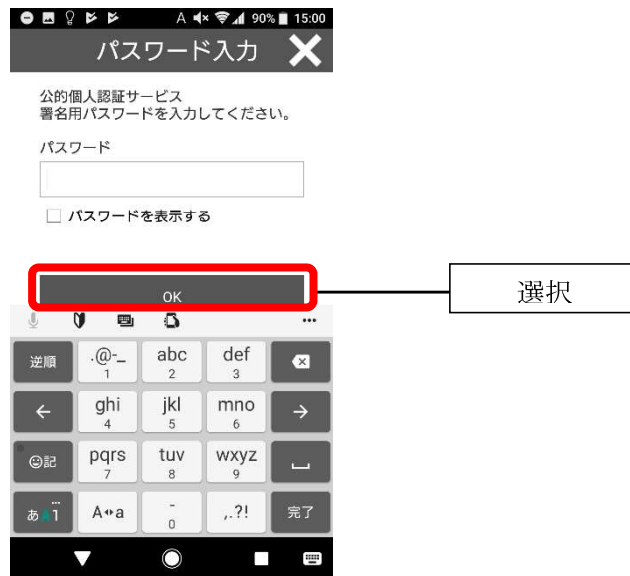 A 90% 15:00
パスワード入力
公的個人認証サービス
署名用パスワードを入力してください。
パスワード
パスワードを表示する
OK
選択
逆順 .@-_ 1 abc 2 def 3
ghi 4 jkl 5 mno 6
記 pqrs 7 tuv 8 wxyz 9
あA1 A⇔a - 0 ,.?! 完了